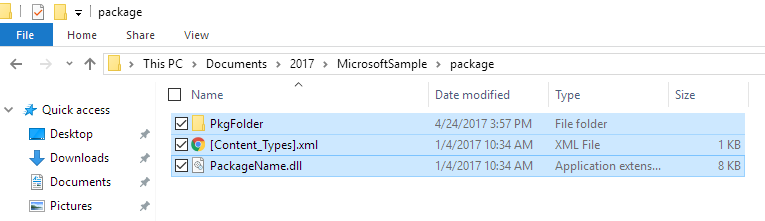 package
File Home Share View
This PC Documents 2017 MicrosoftSample package
Name Date modified Type Size
Quick access
PkgFolder 4/24/2017 3:57 PM File folder
Desktop
[Content_Types].xml 1/4/2017 10:34 AM XML File 1 KB
Downloads
PackageName.dll 1/4/2017 10:34 AM Application extens... 8 KB
Documents
Pictures